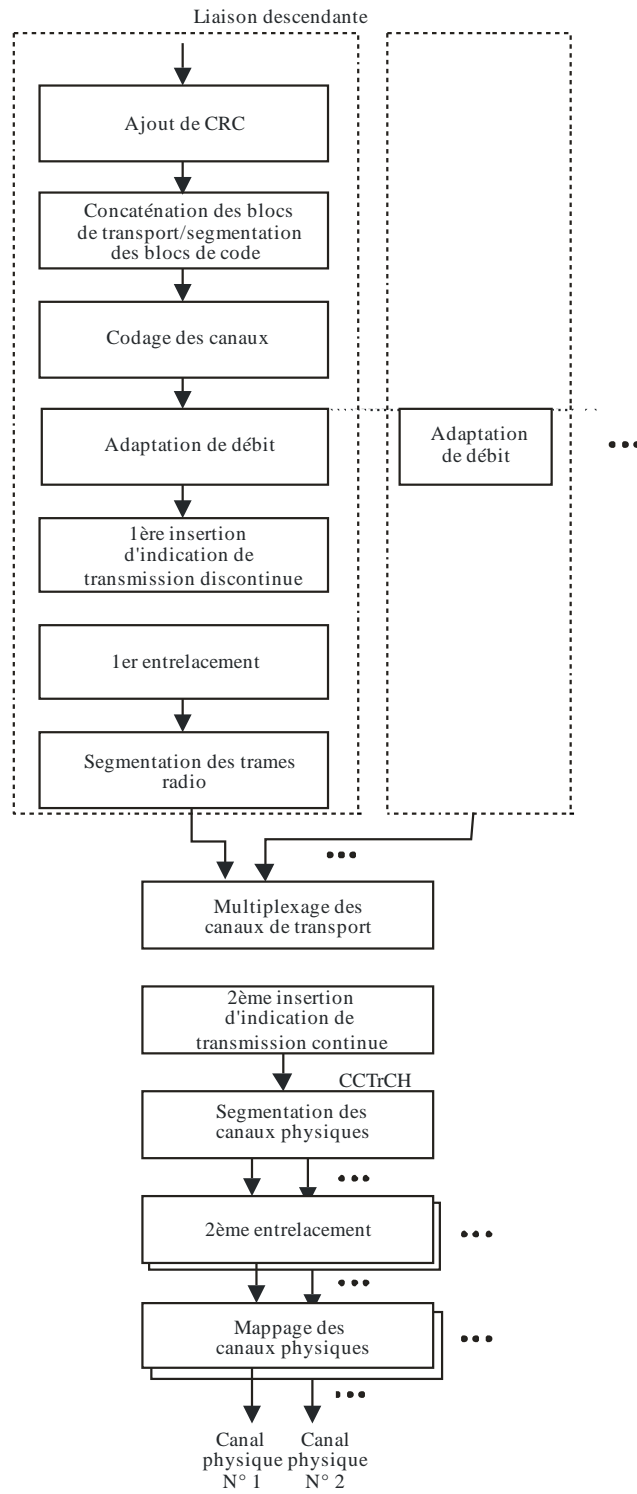 Liaison descendante
Ajout de CRC
Concaténation des blocs
de transport/segmentation
des blocs de code
Codage des canaux
Adaptation de débit
Adaptation
de débit
1ère insertion
d'indication de
transmission discontinue
1er entrelacement
Segmentation des trames
radio
Multiplexage des
canaux de transport
2ème insertion
d'indication de
transmission continue
CCTrCH
Segmentation des
canaux physiques
2ème entrelacement
Mappage des
canaux physiques
Canal
physique
N° 1
Canal
physique
N° 2